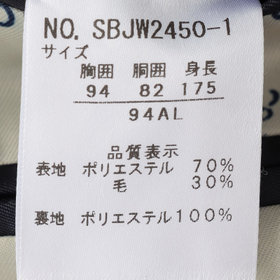 NO. SBJW2450-1
サイズ
胸囲 胴囲 身長
94 82 175
94AL
品質表示
表地 ポリエステル 70%
毛 30%
裏地 ポリエステル100%